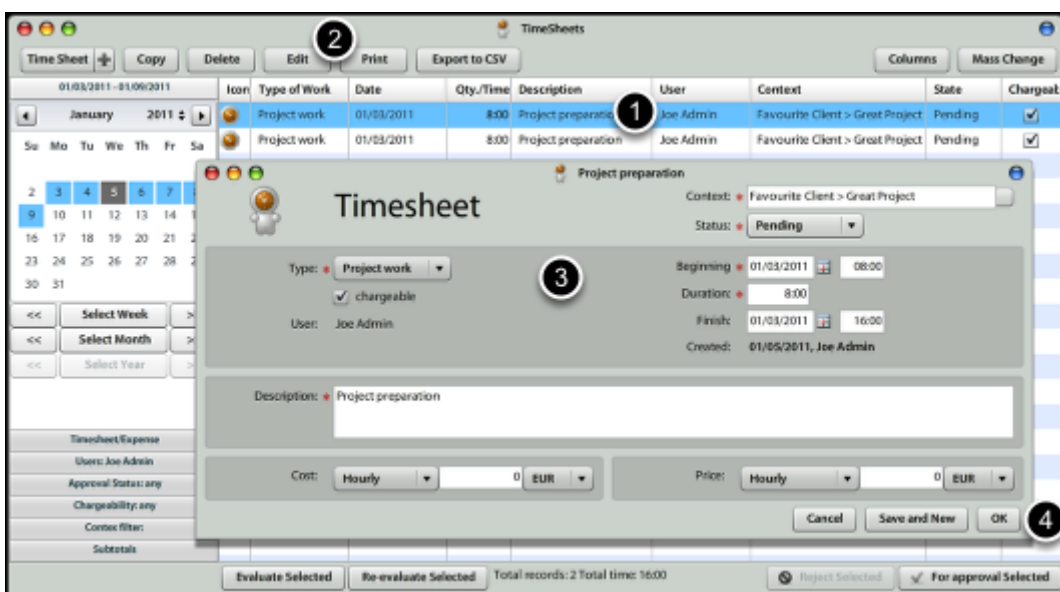 TimeSheets
2
Time Sheet Copy Delete Edit Print Export to CSV Columns Mass Change
01/03/2011 - 01/09/2011
Icon Type of Work Date Qty./Time Description User Context State Chargeab
January 2011
Project work 01/03/2011 8:00 Project preparation 1 Joe Admin Favourite Client > Great Project Pending
Su Mo Tu We Th Fr Sa
Project work 01/03/2011 8:00 Project preparation Joe Admin Favourite Client > Great Project Pending
2 3 4 5 6 7
9 10 11 12 13 14
16 17 18 19 20 21
23 24 25 26 27 28
30 31
<< Select Week
<< Select Month
<< Select Year
Timesheet/Expense
Users: Joe Admin
Approval Status: any
Chargeability: any
Contex filter:
Subtotals
Project preparation
Timesheet
Context: * Favourite Client > Great Project
Status: * Pending
Type: * Project work
3
Beginning * 01/03/2011 08:00
chargeable
Duration: * 8:00
User: Joe Admin
Finish: 01/03/2011 16:00
Created: 01/05/2011, Joe Admin
Description: * Project preparation
Cost: Hourly 0 EUR Price: Hourly 0 EUR
Cancel Save and New OK 4
Evaluate Selected Re-evaluate Selected Total records: 2 Total time: 16:00 Reject Selected For approval Selected